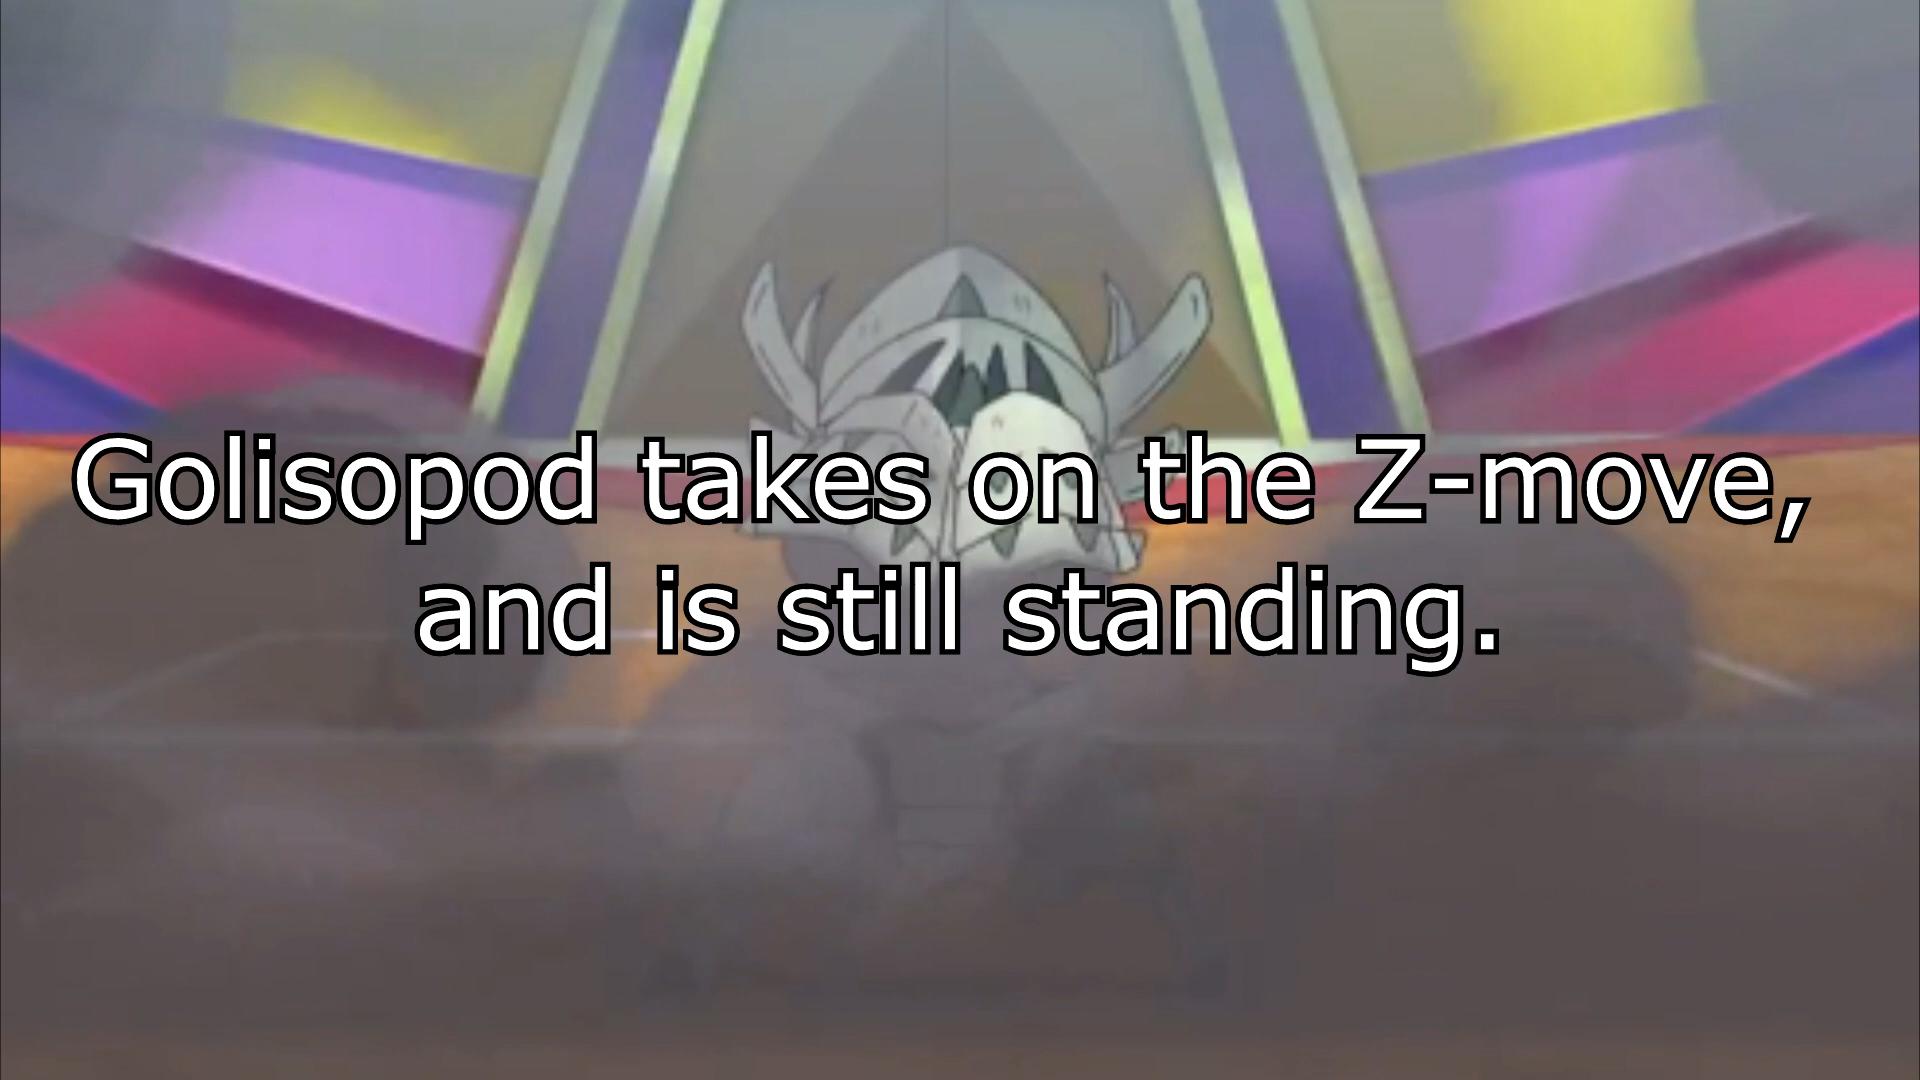 Golisopod takes on the Z-move,
and is still standing.